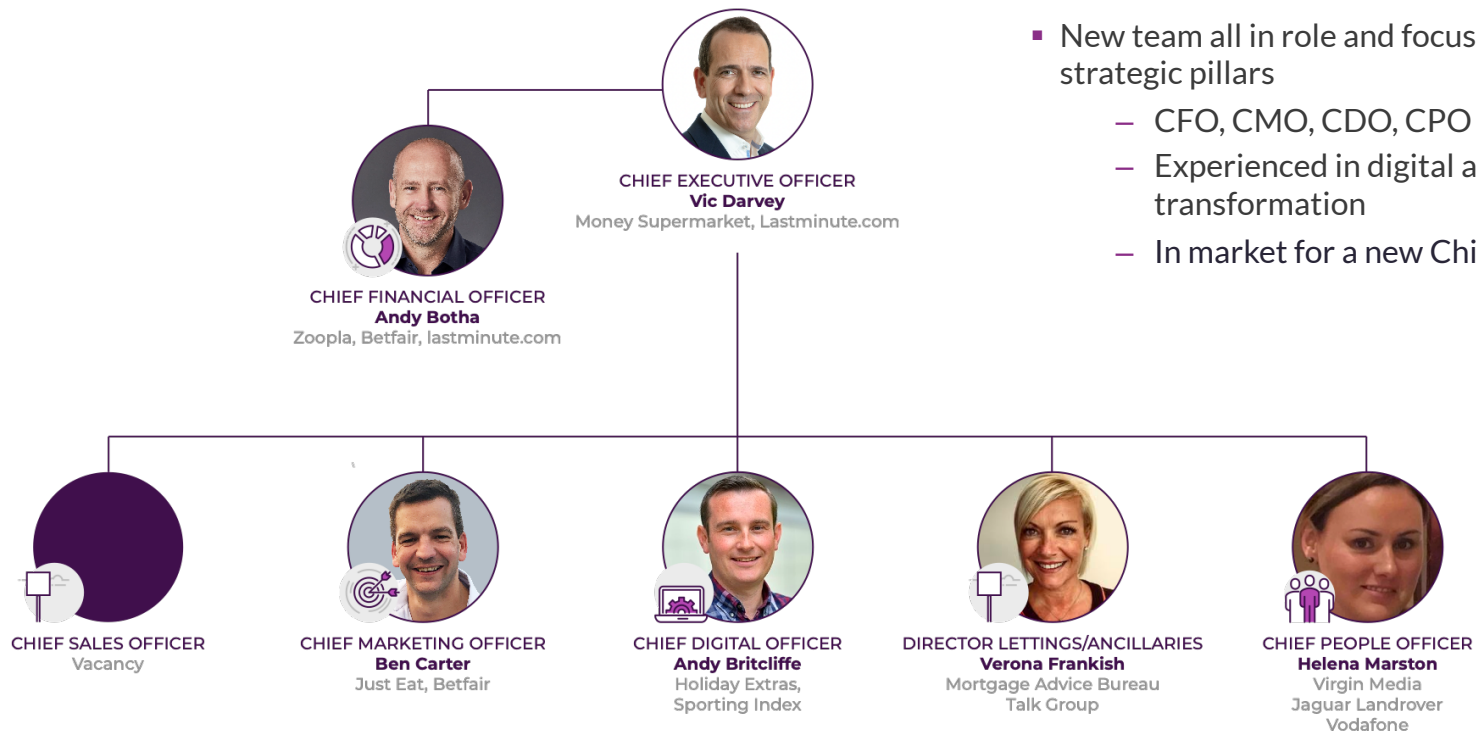 ▪ New team all in role and focus
strategic pillars
– CFO, CMO, CDO, CPO
– Experienced in digital a
transformation
– In market for a new Chi
CHIEF EXECUTIVE OFFICER
Vic Darvey
Money Supermarket, Lastminute.com
CHIEF FINANCIAL OFFICER
Andy Botha
Zoopla, Betfair, lastminute.com
CHIEF SALES OFFICER
Vacancy
CHIEF MARKETING OFFICER
Ben Carter
Just Eat, Betfair
CHIEF DIGITAL OFFICER
Andy Britcliffe
Holiday Extras,
Sporting Index
DIRECTOR LETTINGS/ANCILLARIES
Verona Frankish
Mortgage Advice Bureau
Talk Group
CHIEF PEOPLE OFFICER
Helena Marston
Virgin Media
Jaguar Landrover
Vodafone